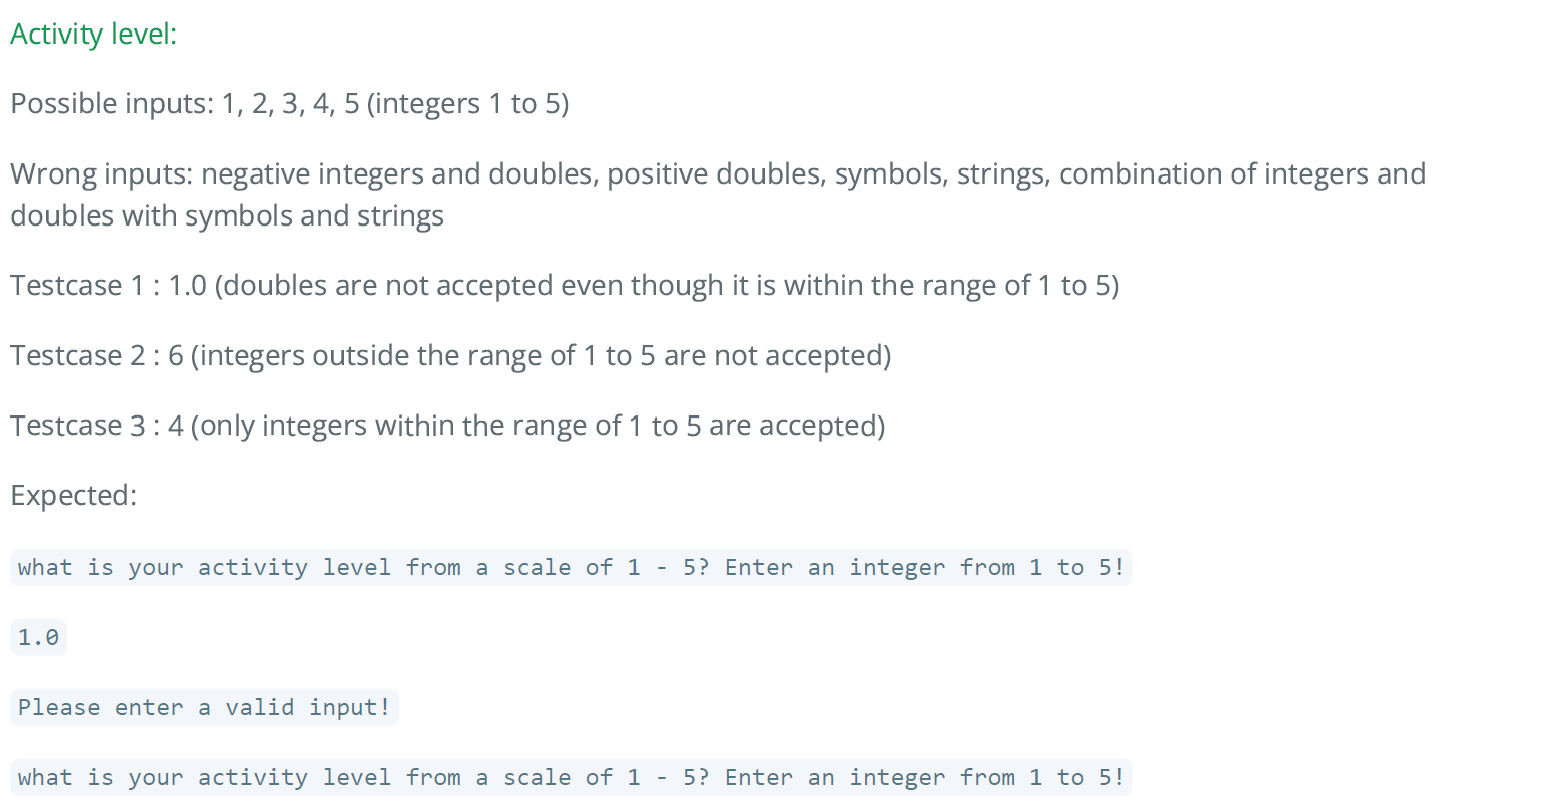 Activity level:
Possible inputs: 1, 2, 3, 4, 5 (integers 1 to 5)
Wrong inputs: negative integers and doubles, positive doubles, symbols, strings, combination of integers and
doubles with symbols and strings
Testcase 1 : 1.0 (doubles are not accepted even though it is within the range of 1 to 5)
Testcase 2 : 6 (integers outside the range of 1 to 5 are not accepted)
Testcase 3 : 4 (only integers within the range of 1 to 5 are accepted)
Expected:
what is your activity level from a scale of 1 - 5? Enter an integer from 1 to 5!
1.0
Please enter a valid input!
what is your activity level from a scale of 1 - 5? Enter an integer from 1 to 5!